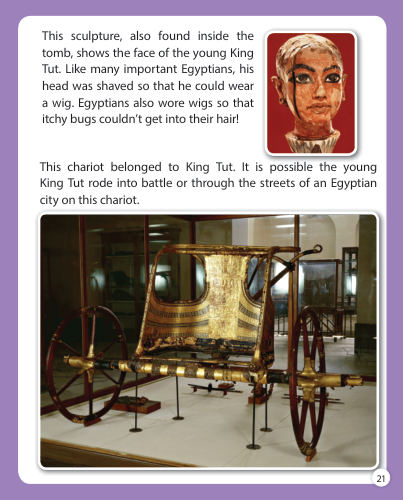 This sculpture, also found inside the
tomb, shows the face of the young King
Tut. Like many important Egyptians, his
head was shaved so that he could wear
a wig. Egyptians also wore wigs so that
itchy bugs couldn't get into their hair!
This chariot belonged to King Tut. It is possible the young
King Tut rode into battle or through the streets of an Egyptian
city on this chariot.
21